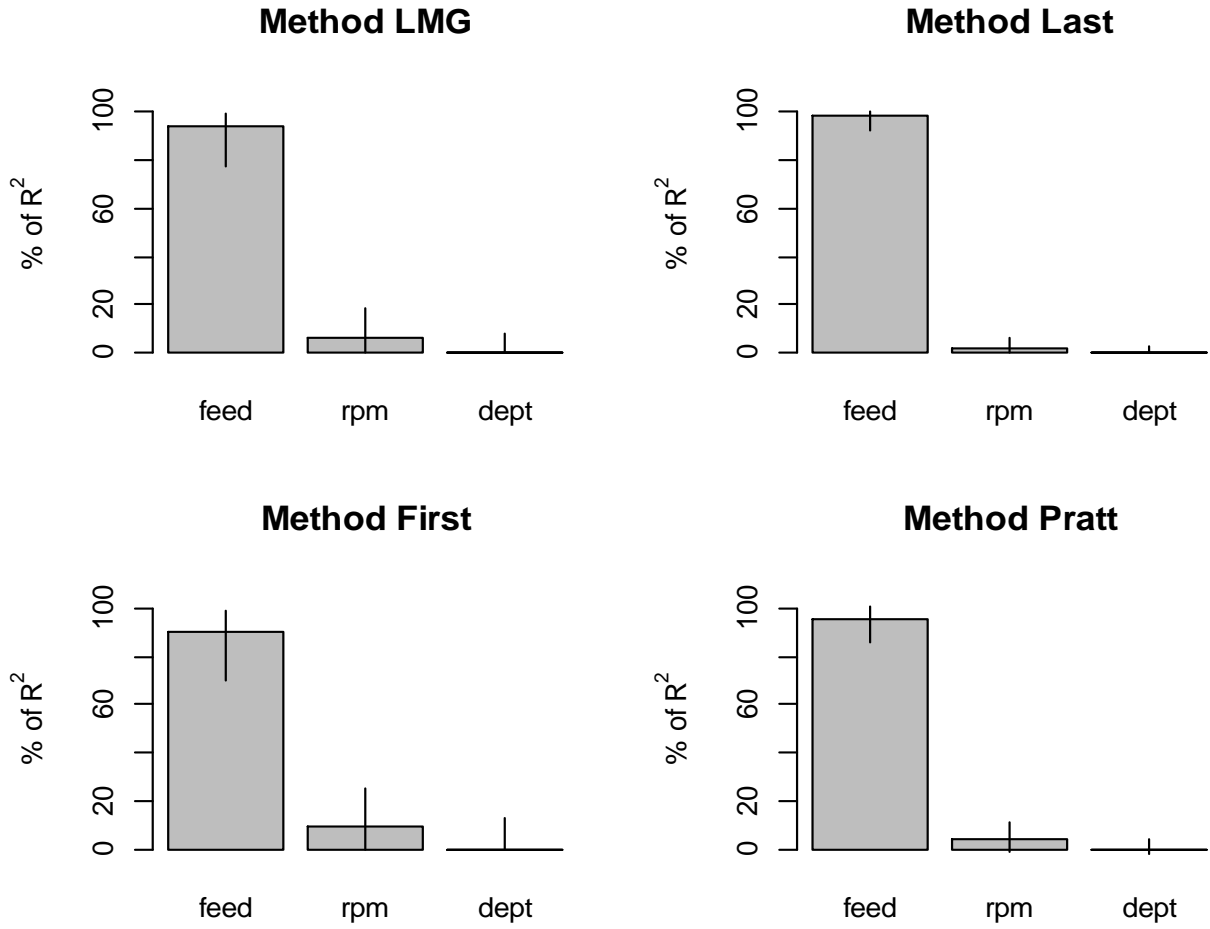 Method LMG
% of R²
100
60
20
0
feed rpm dept
Method Last
% of R²
100
60
20
0
feed rpm dept
Method First
% of R²
100
60
20
0
feed rpm dept
Method Pratt
% of R²
100
60
20
0
feed rpm dept